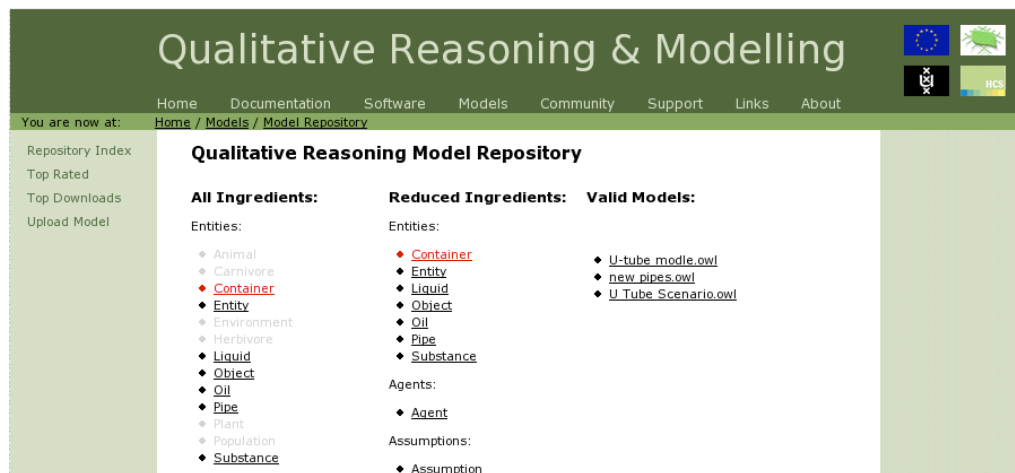 Qualitative Reasoning & Modelling
HCS
Home Documentation Software Models Community Support Links About
You are now at: Home / Models / Model Repository
Repository Index
Top Rated
Top Downloads
Upload Model
Qualitative Reasoning Model Repository
All Ingredients:
Entities:
Animal
Carnivore
Container
Entity
Environment
Herbivore
Liquid
Object
Oil
Pipe
Plant
Population
Substance
Reduced Ingredients:
Entities:
Container
Entity
Liquid
Object
Oil
Pipe
Substance
Agents:
Agent
Assumptions:
Assumption
Valid Models:
U-tube modle.owl
new pipes.owl
U Tube Scenario.owl